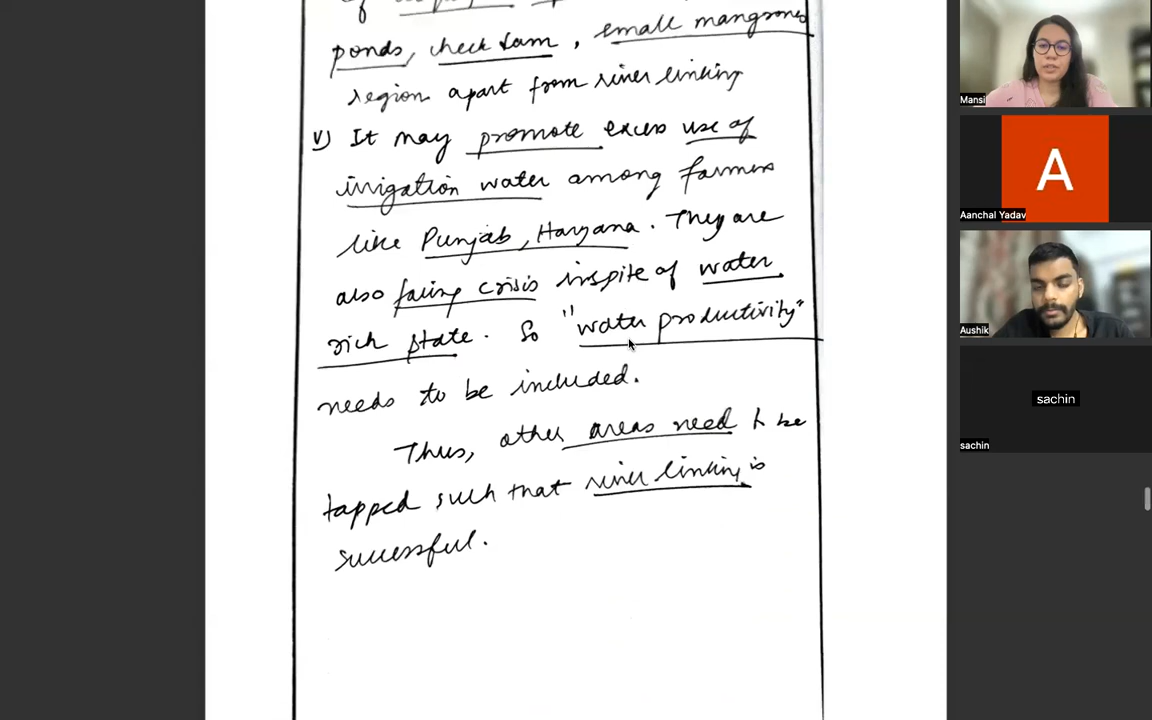 of
ponds, check dam, small mangroves
region apart from river linking
v) It may promote excess use of
irrigation water among farmers
like Punjab, Haryana. They are
also facing crisis inspite of water
rich state. So "water productivity"
needs to be included.
Thus, other areas need to be
tapped such that river linking is
successful.
Mansi
A
Aanchal Yadav
Aushik
sachin
sachin